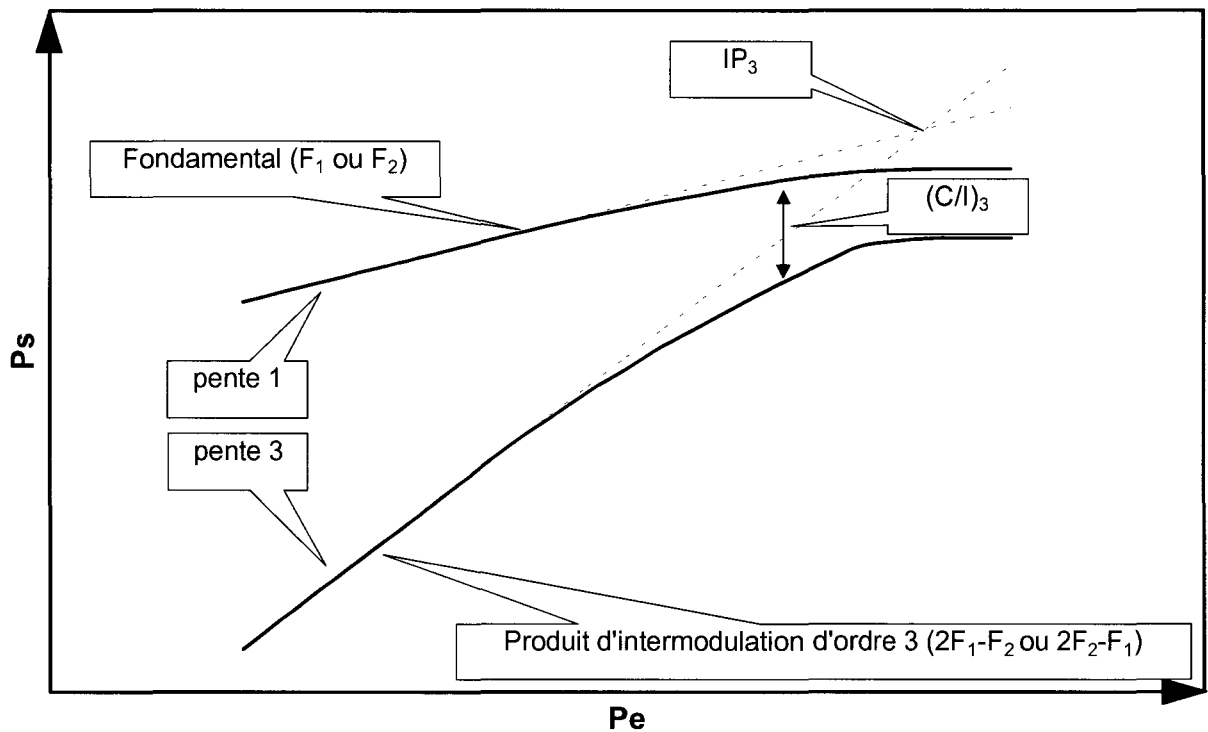 IP₃
Fondamental (F₁ ou F₂)
(C/I)₃
Ps
pente 1
pente 3
Produit d'intermodulation d'ordre 3 (2F₁-F₂ ou 2F₂-F₁)
Pe